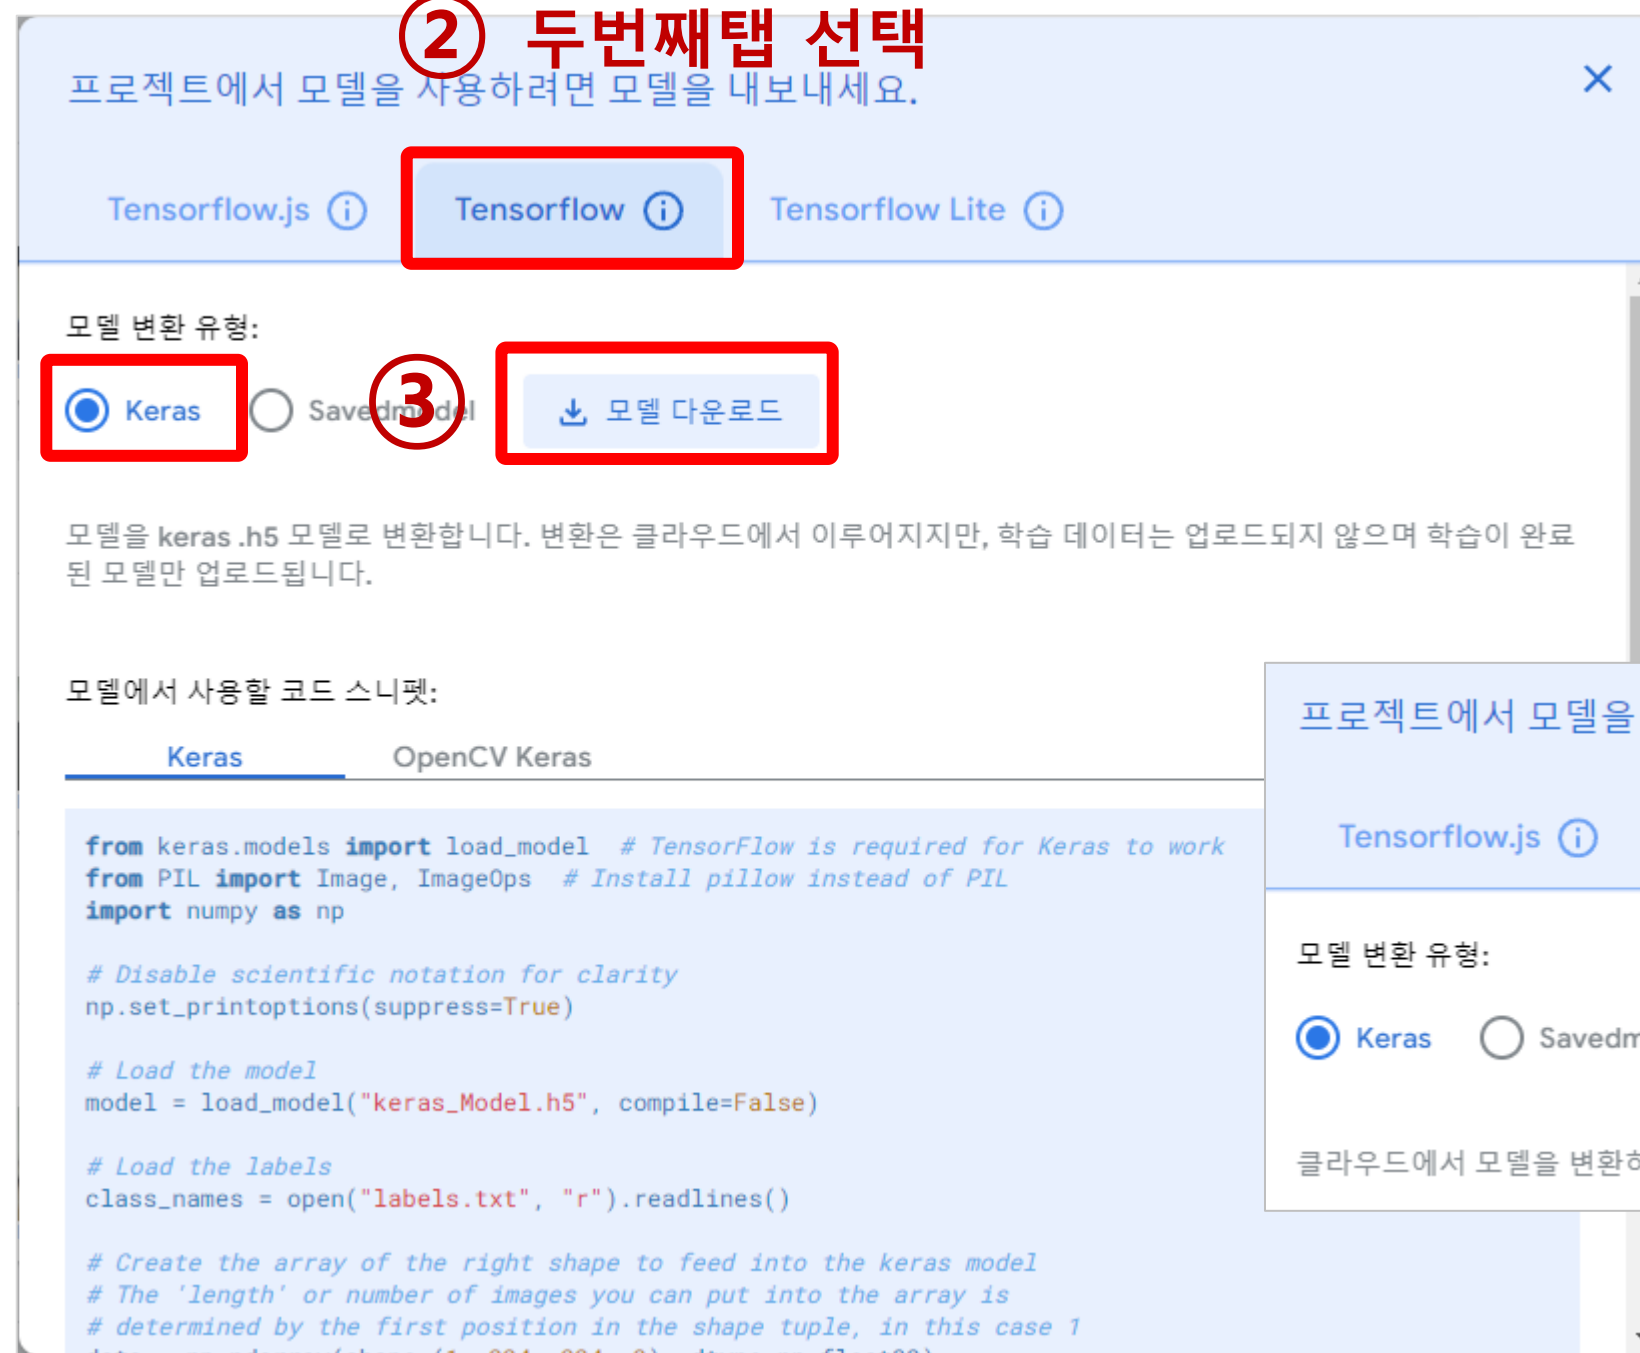 ② 두번째탭 선택
프로젝트에서 모델을 사용하려면 모델을 내보내세요.
Tensorflow.js
Tensorflow
Tensorflow Lite
모델 변환 유형:
Keras
Savedmodel
③
모델 다운로드
모델을 keras .h5 모델로 변환합니다. 변환은 클라우드에서 이루어지지만, 학습 데이터는 업로드되지 않으며 학습이 완료
된 모델만 업로드됩니다.
모델에서 사용할 코드 스니펫:
Keras
OpenCV Keras
from keras.models import load_model  # TensorFlow is required for Keras to work
from PIL import Image, ImageOps  # Install pillow instead of PIL
import numpy as np
# Disable scientific notation for clarity
np.set_printoptions(suppress=True)
# Load the model
model = load_model("keras_Model.h5", compile=False)
# Load the labels
class_names = open("labels.txt", "r").readlines()
# Create the array of the right shape to feed into the keras model
# The 'length' or number of images you can put into the array is
# determined by the first position in the shape tuple, in this case 1
프로젝트에서 모델을
Tensorflow.js
모델 변환 유형:
Keras
클라우드에서 모델을